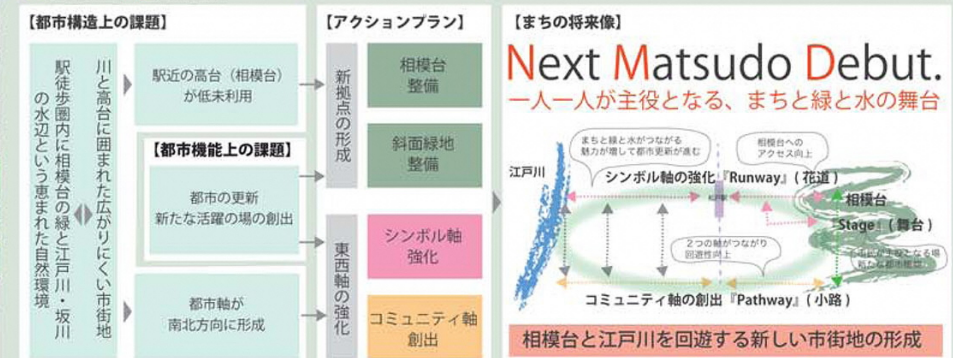 【都市構造上の課題】
川と高台に囲まれた広がりにくい市街地
駅徒歩圏内に相模台の緑と江戸川・坂川
の水辺という恵まれた自然環境
駅近の高台（相模台）
が低未利用
【都市機能上の課題】
都市の更新
新たな活躍の場の創出
都市軸が
南北方向に形成
【アクションプラン】
新拠点の形成
相模台
整備
斜面緑地
整備
東西軸の強化
シンボル軸
強化
コミュニティ軸
創出
【まちの将来像】
Next Matsudo Debut.
一人一人が主役となる、まちと緑と水の舞台
まちと緑と水がつながる
魅力が増して都市更新が進む
相模台への
アクセス向上
江戸川
シンボル軸の強化『Runway』（花道）
相模台
『Stage』（舞台）
2つの軸がつながり
回遊性向上
コミュニティ軸の創出『Pathway』（小路）
相模台と江戸川を回遊する新しい市街地の形成